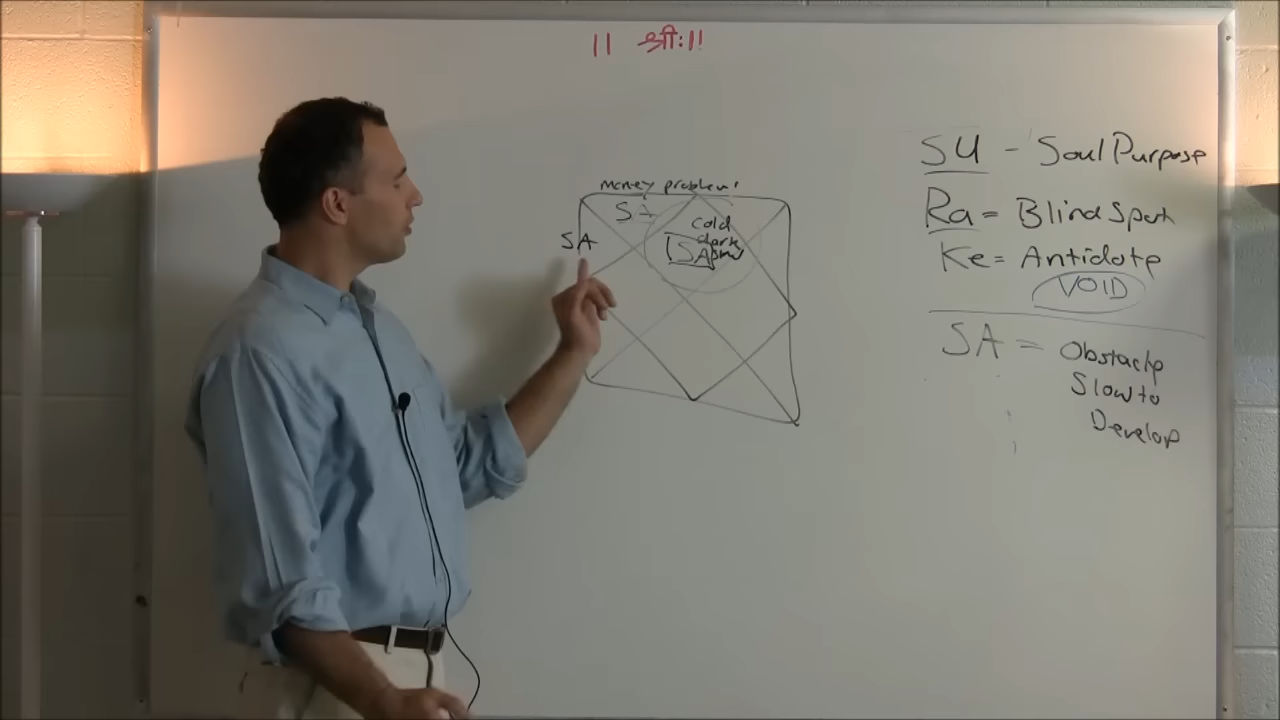 || श्रीः||
money problem!
SA
SA
cold
dark
SA
SU - Soul Purpose
Ra = Blind Spot
Ke = Antidote
VOID
SA = Obstacle
Slow to
Develop